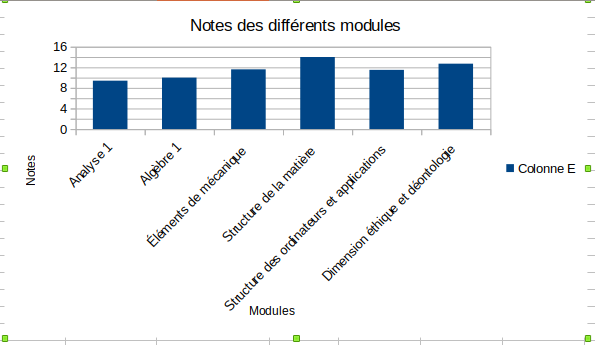 Notes des différents modules
16
12
8
4
0
Notes
Analyse 1
Algèbre 1
Éléments de mécanique
Structure de la matière
Structure des ordinateurs et applications
Dimension éthique et déontologie
Modules
Colonne E